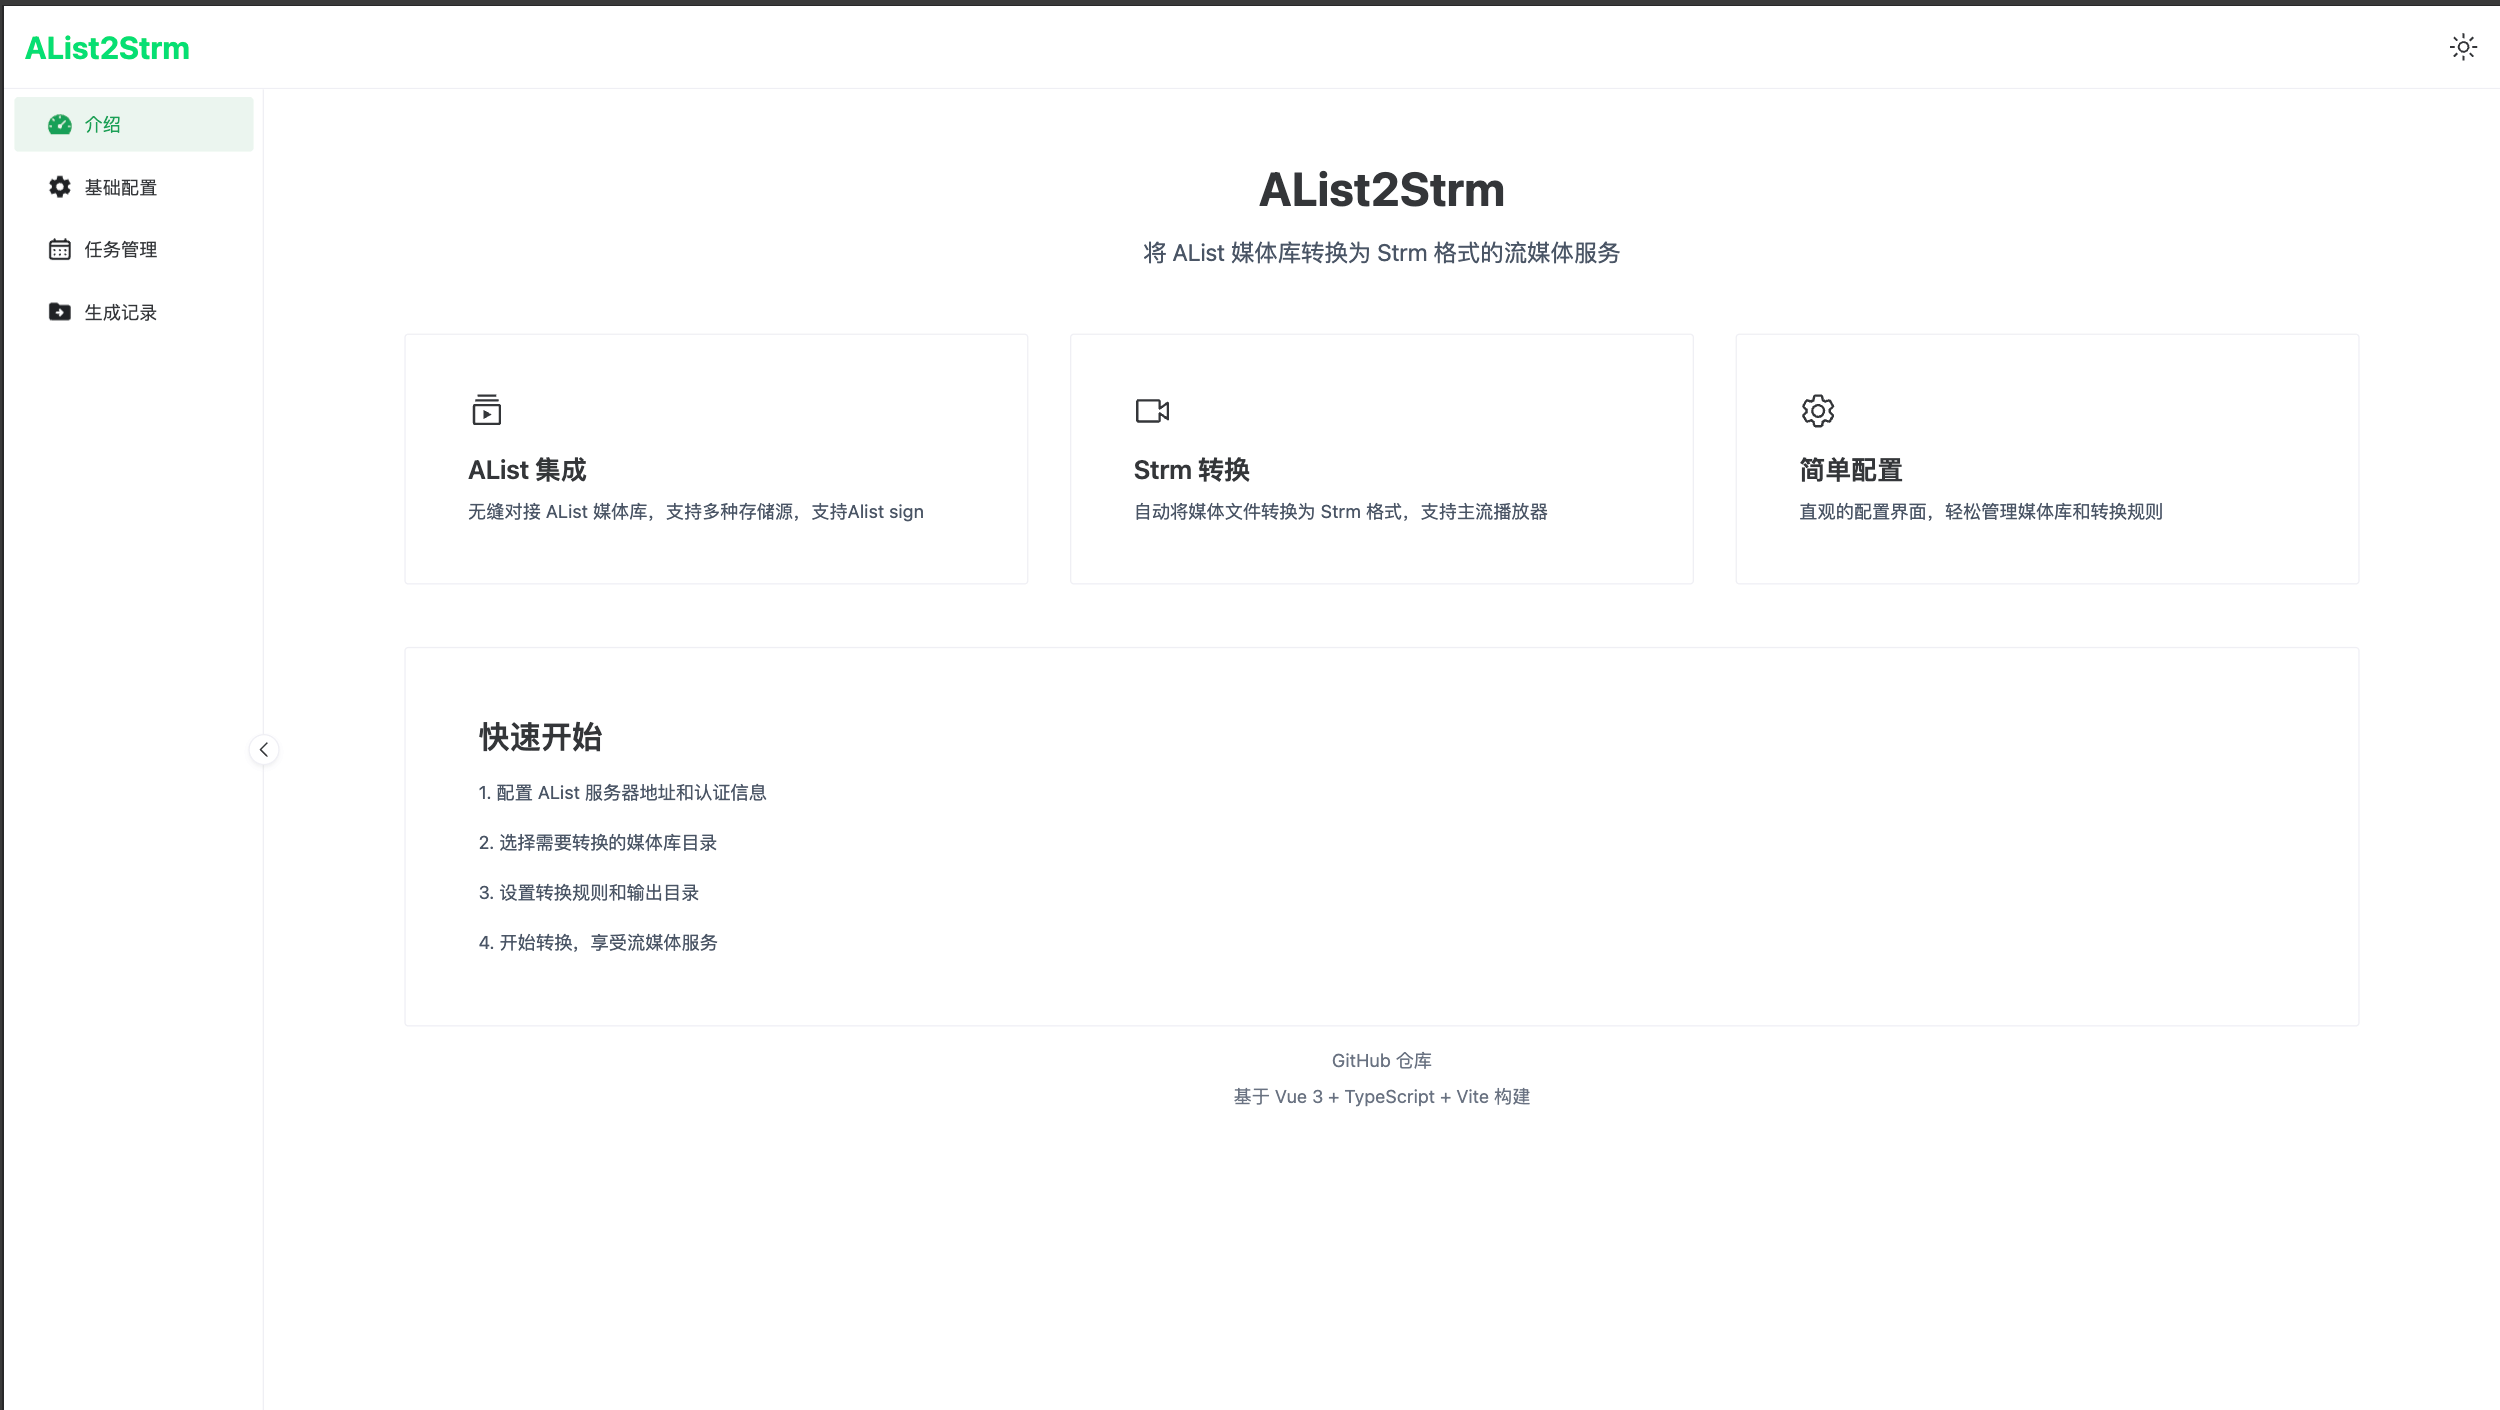 AList2Strm
介绍
基础配置
任务管理
生成记录
AList2Strm
将 AList 媒体库转换为 Strm 格式的流媒体服务
AList 集成
无缝对接 AList 媒体库，支持多种存储源，支持Alist sign
Strm 转换
自动将媒体文件转换为 Strm 格式，支持主流播放器
简单配置
直观的配置界面，轻松管理媒体库和转换规则
快速开始
1. 配置 AList 服务器地址和认证信息
2. 选择需要转换的媒体库目录
3. 设置转换规则和输出目录
4. 开始转换，享受流媒体服务
GitHub 仓库
基于 Vue 3 + TypeScript + Vite 构建